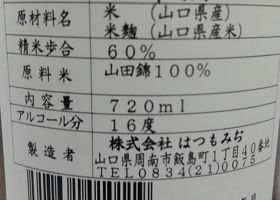 原材料名 米 (山口県産)
米麹 (山口県産米)
精米歩合 60%
原料米 山田錦100%
内容量 720ml
アルコール分 16度
製造者 株式会社 はつもみぢ
山口県周南市飯島町1丁目40番地
TEL0834(21)0075
年月